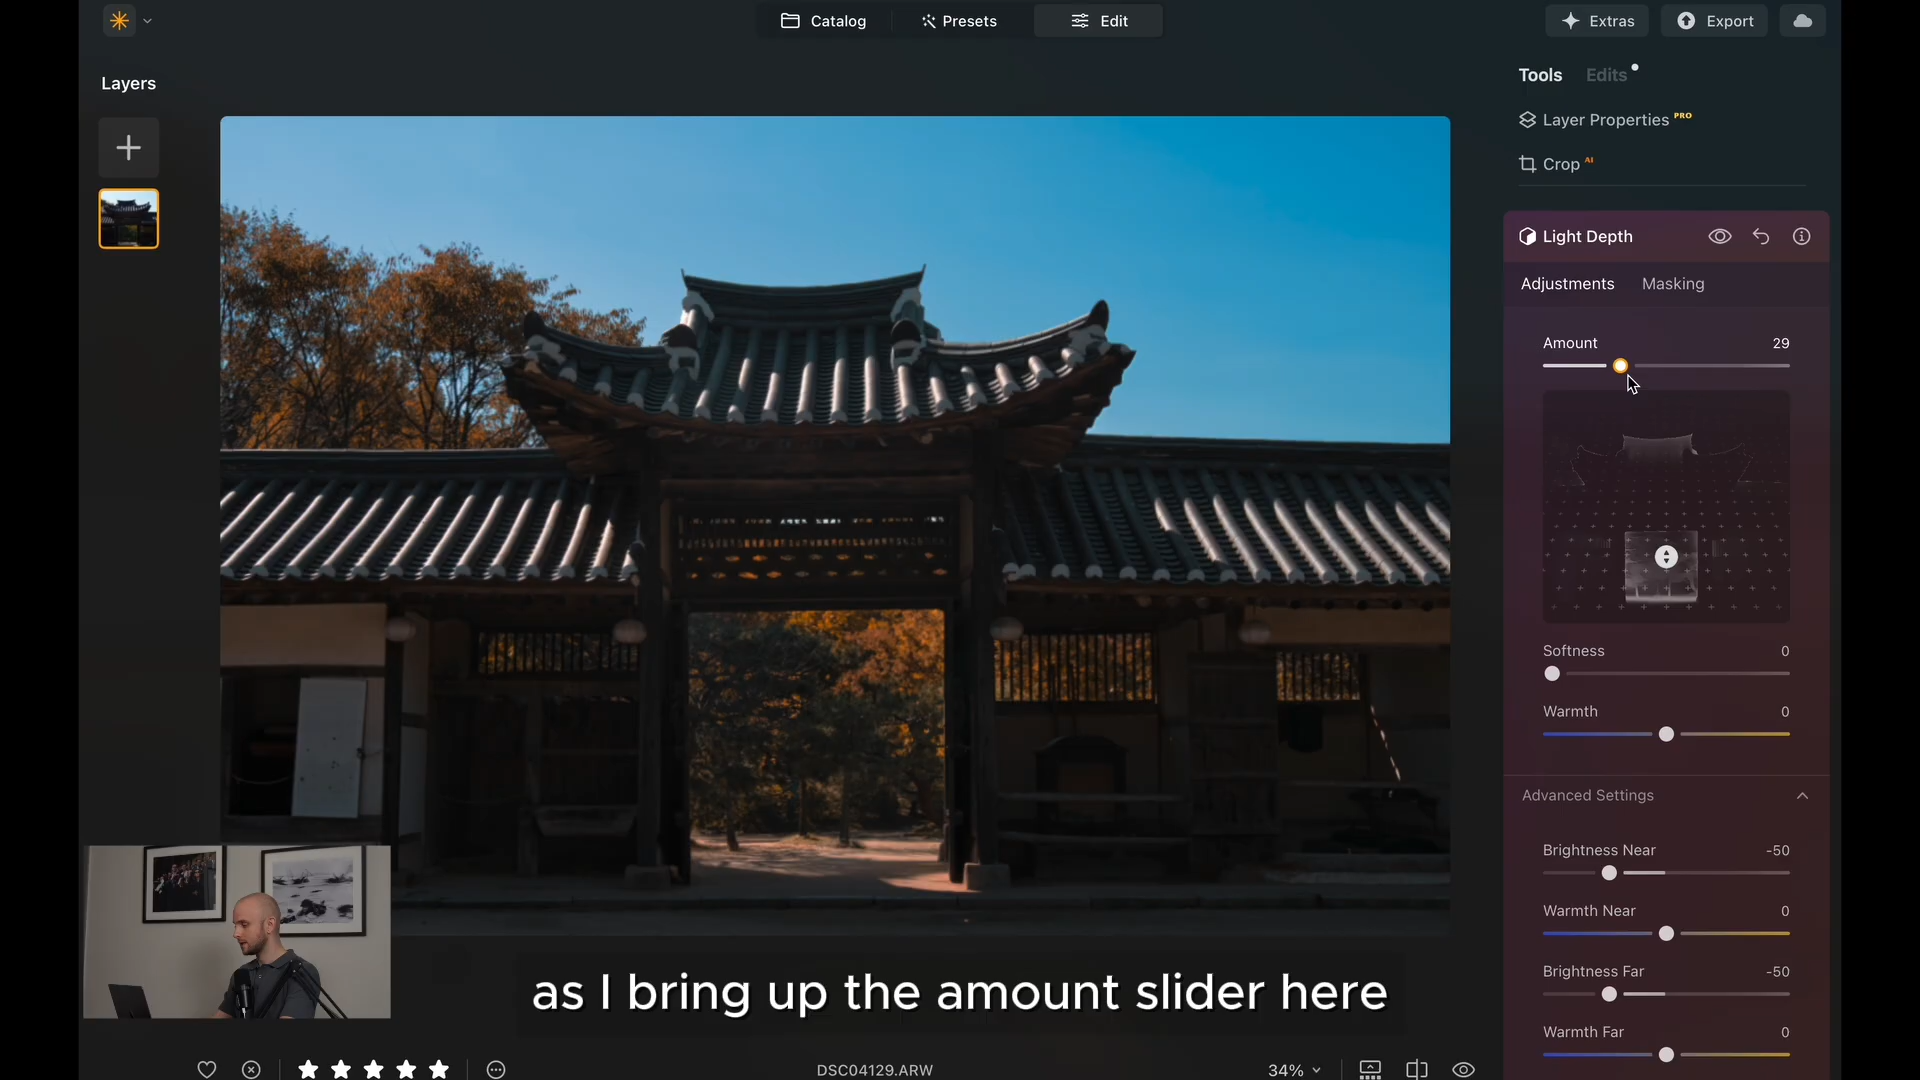 Catalog
Presets
Edit
Extras
Export
Layers
Tools
Edits
Layer Properties PRO
Crop AI
Light Depth
Adjustments
Masking
Amount 29
Softness 0
Warmth 0
Advanced Settings
Brightness Near -50
Warmth Near 0
Brightness Far -50
Warmth Far 0
as I bring up the amount slider here
DSC04129.ARW
34%